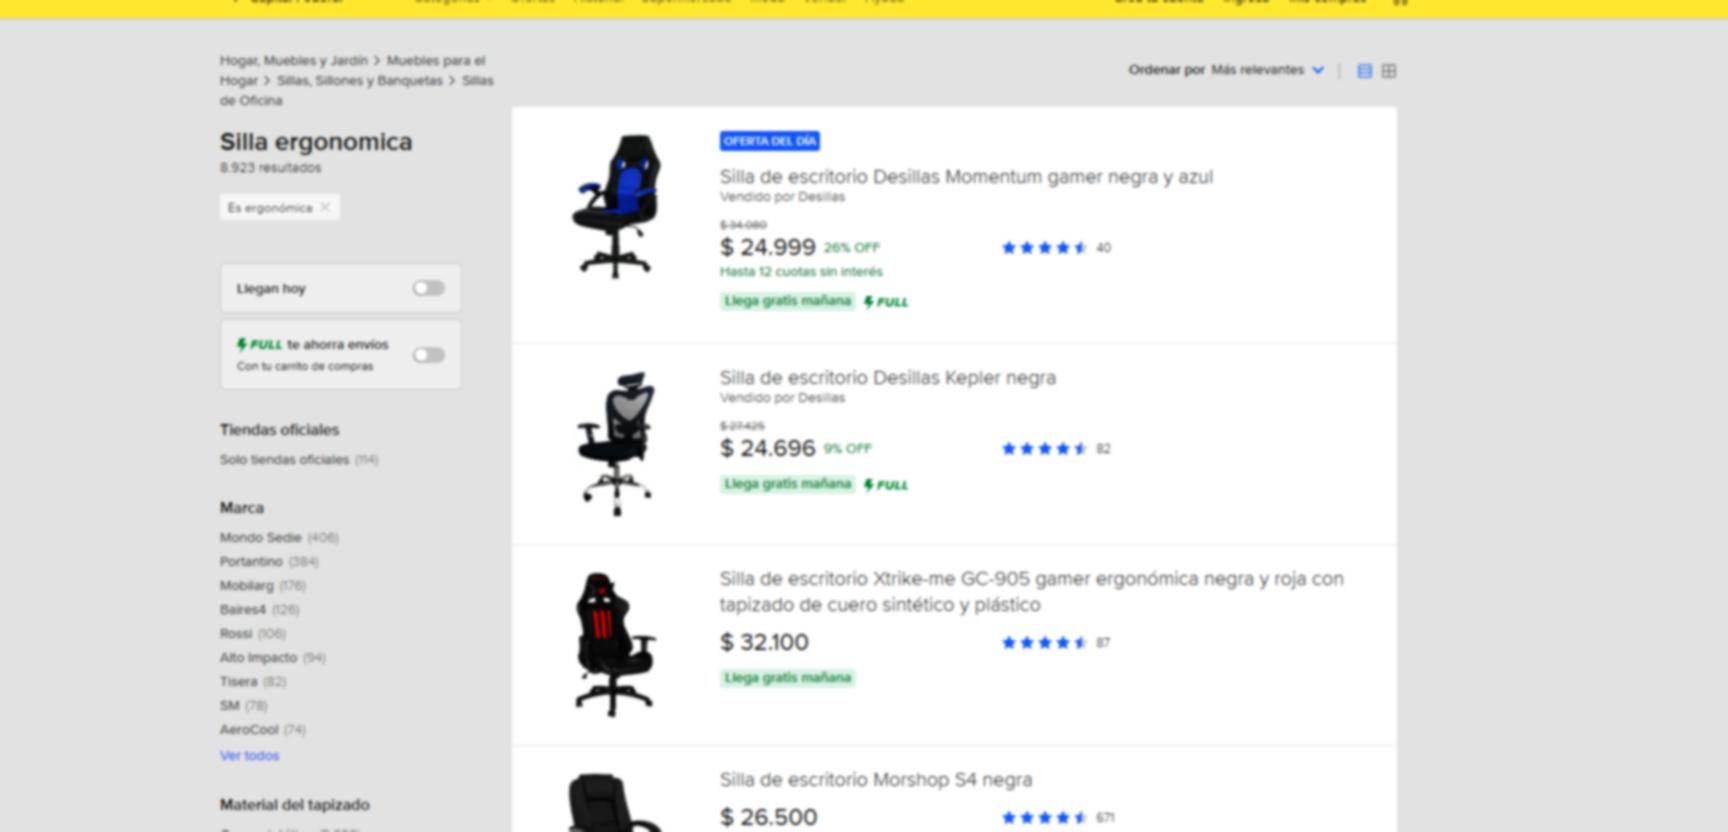 Hogar, Muebles y Jardín > Muebles para el
Hogar > Sillas, Sillones y Banquetas > Sillas
de Oficina
Silla ergonomica
8.923 resultados
Es ergonómica ×
Llegan hoy
FULL te ahorra envíos
Con tu carrito de compras
Tiendas oficiales
Solo tiendas oficiales (114)
Marca
Mondo Sedie (406)
Portantino (384)
Mobilarg (176)
Baires4 (126)
Rossi (106)
Alto Impacto (94)
Tisera (82)
SM (78)
AeroCool (74)
Ver todos
Material del tapizado
Ordenar por Más relevantes
OFERTA DEL DÍA
Silla de escritorio Desillas Momentum gamer negra y azul
Vendido por Desillas
$ 34.080
$ 24.999 26% OFF
40
Hasta 12 cuotas sin interés
Llega gratis mañana FULL
Silla de escritorio Desillas Kepler negra
Vendido por Desillas
$ 27.425
$ 24.696 9% OFF
82
Llega gratis mañana FULL
Silla de escritorio Xtrike-me GC-905 gamer ergonómica negra y roja con
tapizado de cuero sintético y plástico
$ 32.100
87
Llega gratis mañana
Silla de escritorio Morshop S4 negra
$ 26.500
671